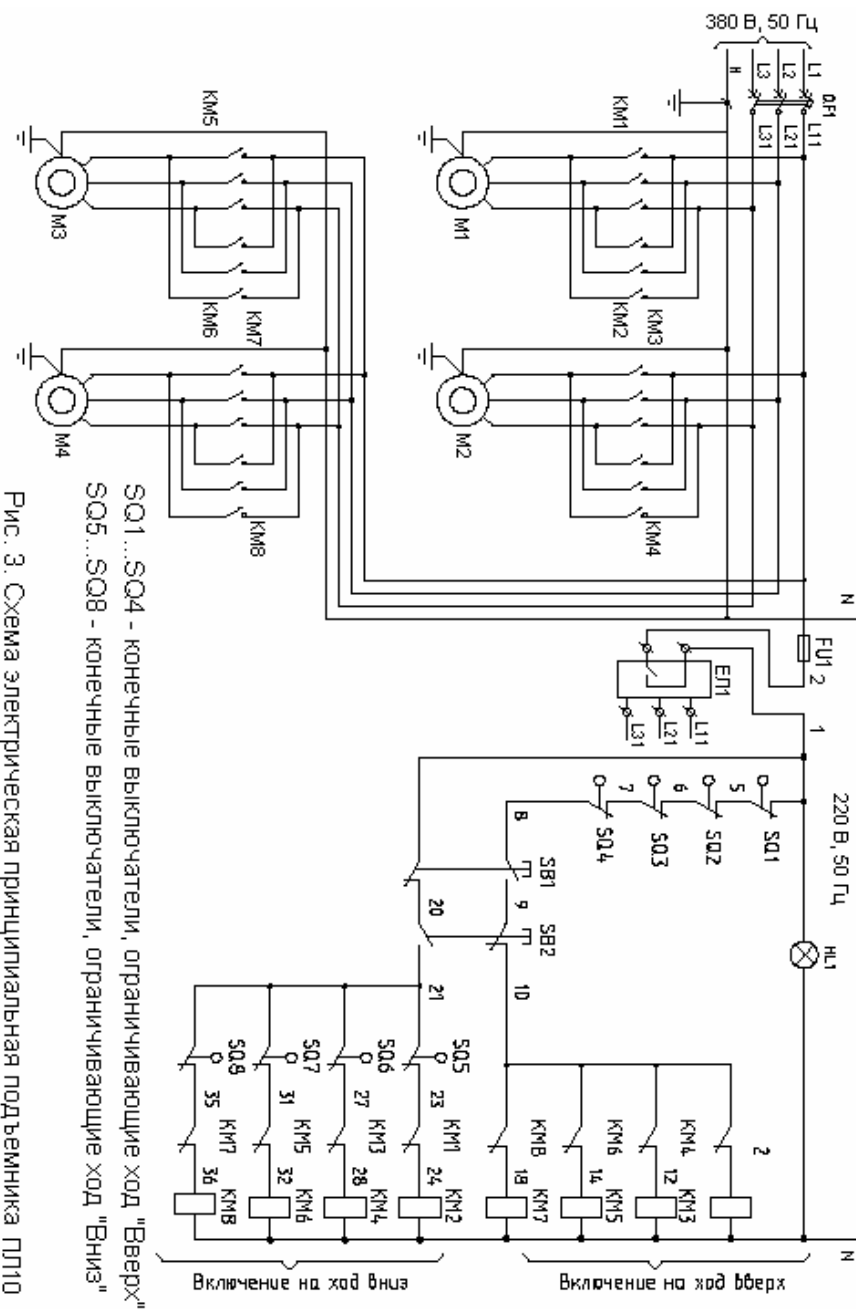 380 В, 50 Гц
L1
L2
L3
N
QF1
L11
L21
L31
KM1
M1
KM2
KM3
M2
KM4
KM5
M3
KM6
KM7
M4
KM8
N
FU1
2
ЕЛ1
L11
L21
L31
1
220 В, 50 Гц
HL1
SQ1
5
SQ2
6
SQ3
7
SQ4
8
SB1
9
SB2
10
20
21
2
KM4
12
KM3
KM6
14
KM5
KM8
18
KM7
SQ5
23
KM1
24
KM2
SQ6
27
KM3
28
KM4
SQ7
31
KM5
32
KM6
SQ8
35
KM7
36
KM8
N
Включение на ход вверх
Включение на ход вниз
SQ1...SQ4 - конечные выключатели, ограничивающие ход "Вверх"
SQ5...SQ8 - конечные выключатели, ограничивающие ход "Вниз"
Рис. 3. Схема электрическая принципиальная подъемника ПЛ10